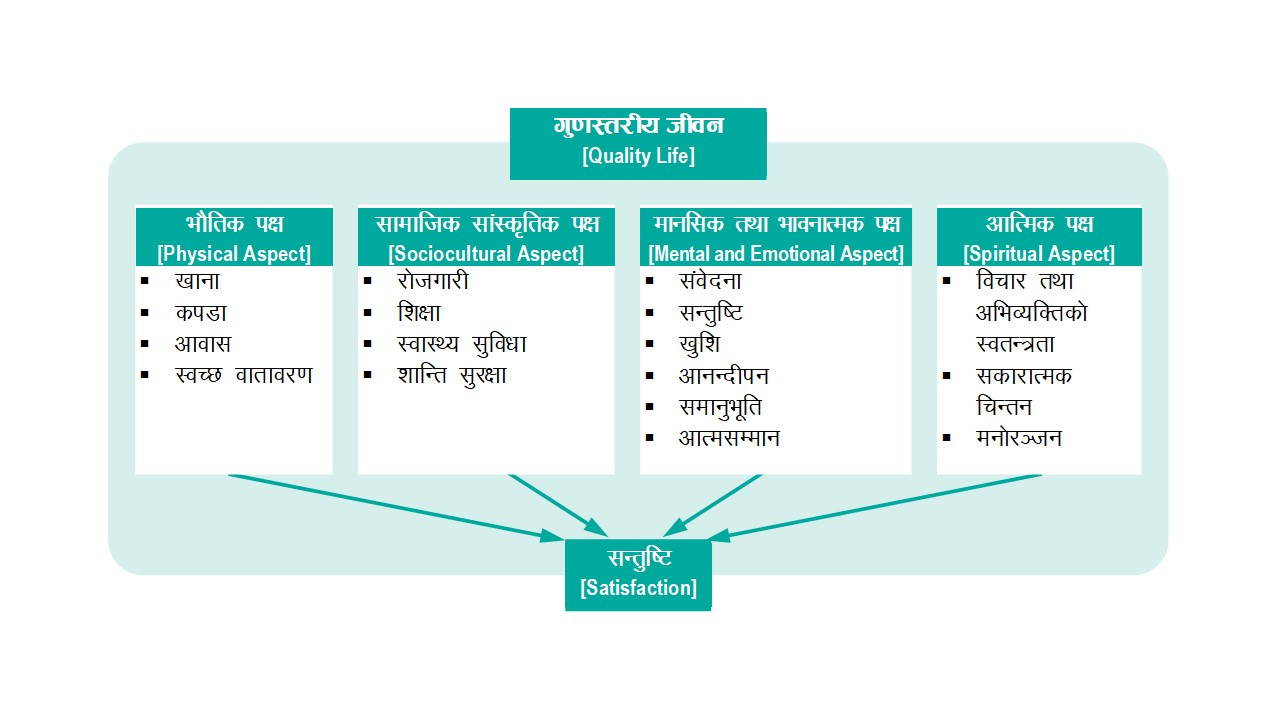 गुणस्तरीय जीवन
[Quality Life]
भौतिक पक्ष
[Physical Aspect]
▪ खाना
▪ कपडा
▪ आवास
▪ स्वच्छ वातावरण
सामाजिक सांस्कृतिक पक्ष
[Sociocultural Aspect]
▪ रोजगारी
▪ शिक्षा
▪ स्वास्थ्य सुविधा
▪ शान्ति सुरक्षा
मानसिक तथा भावनात्मक पक्ष
[Mental and Emotional Aspect]
▪ संवेदना
▪ सन्तुष्टि
▪ खुशि
▪ आनन्दीपन
▪ समानुभूति
▪ आत्मसम्मान
आत्मिक पक्ष
[Spiritual Aspect]
▪ विचार तथा
अभिव्यक्तिको
स्वतन्त्रता
▪ सकारात्मक
चिन्तन
▪ मनोरञ्जन
सन्तुष्टि
[Satisfaction]